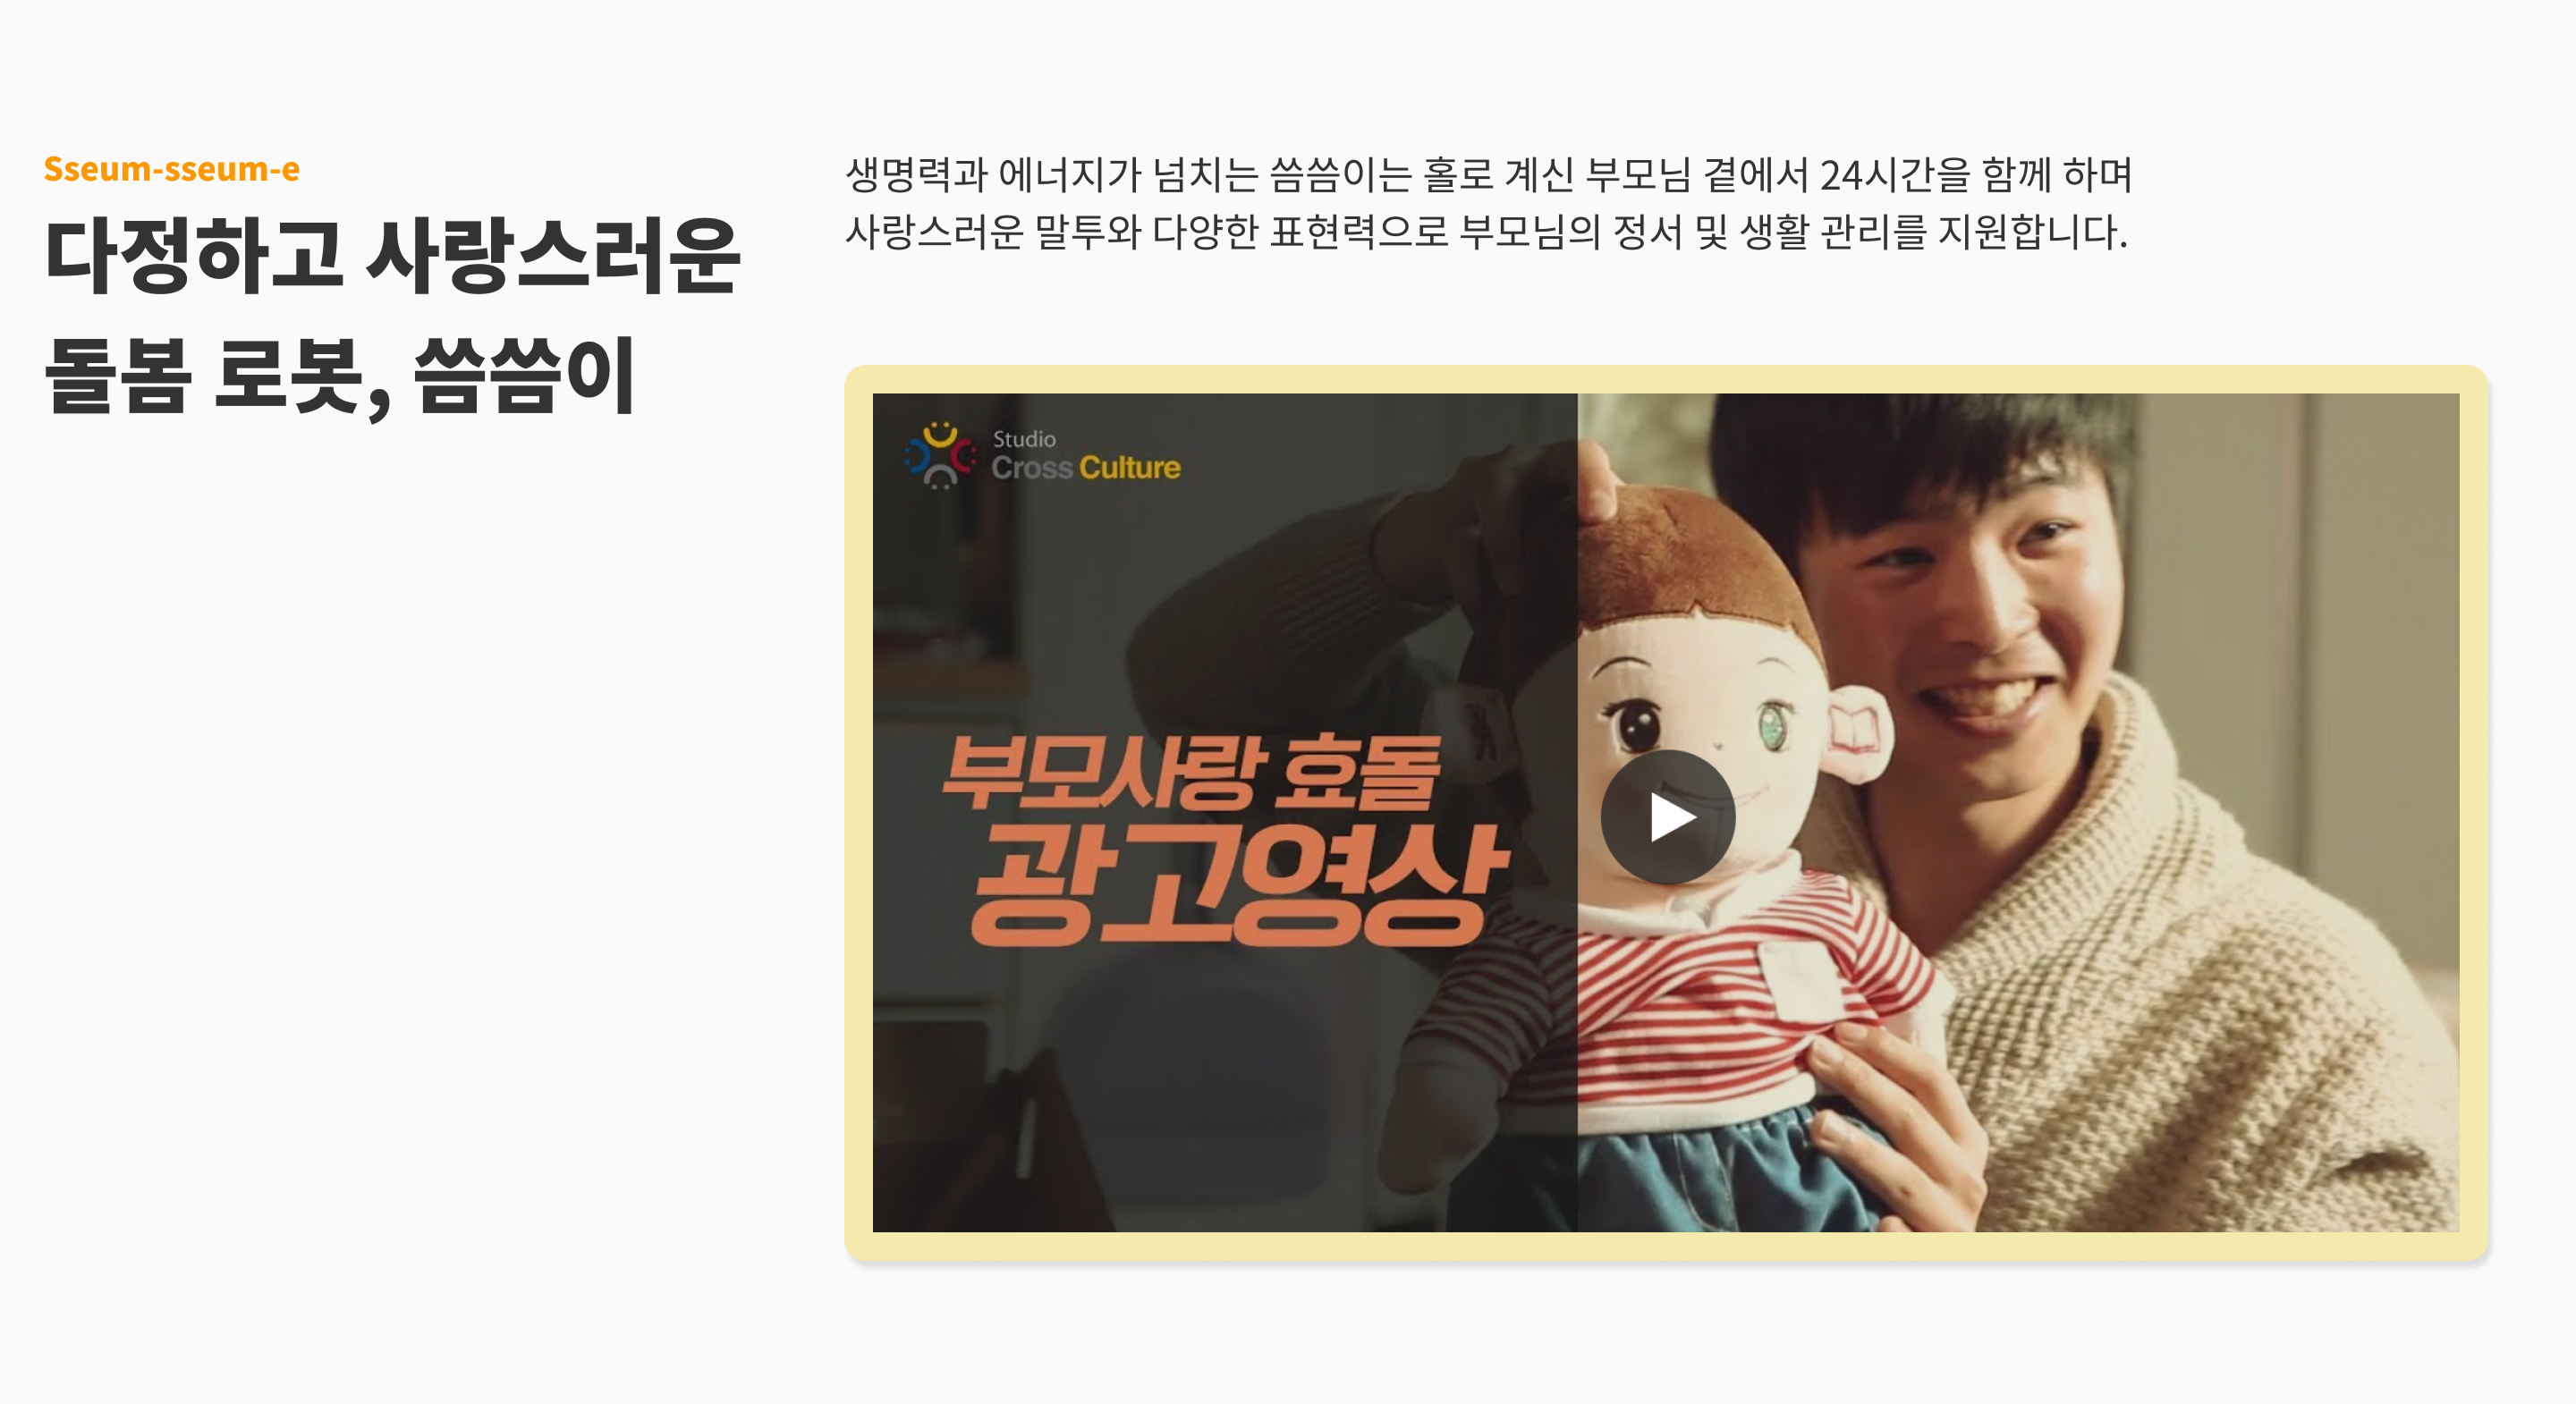 Sseum-sseum-e
다정하고 사랑스러운
돌봄 로봇, 씀씀이
생명력과 에너지가 넘치는 씀씀이는 홀로 계신 부모님 곁에서 24시간을 함께 하며
사랑스러운 말투와 다양한 표현력으로 부모님의 정서 및 생활 관리를 지원합니다.
Studio
Cross Culture
부모사랑 효돌
광고영상